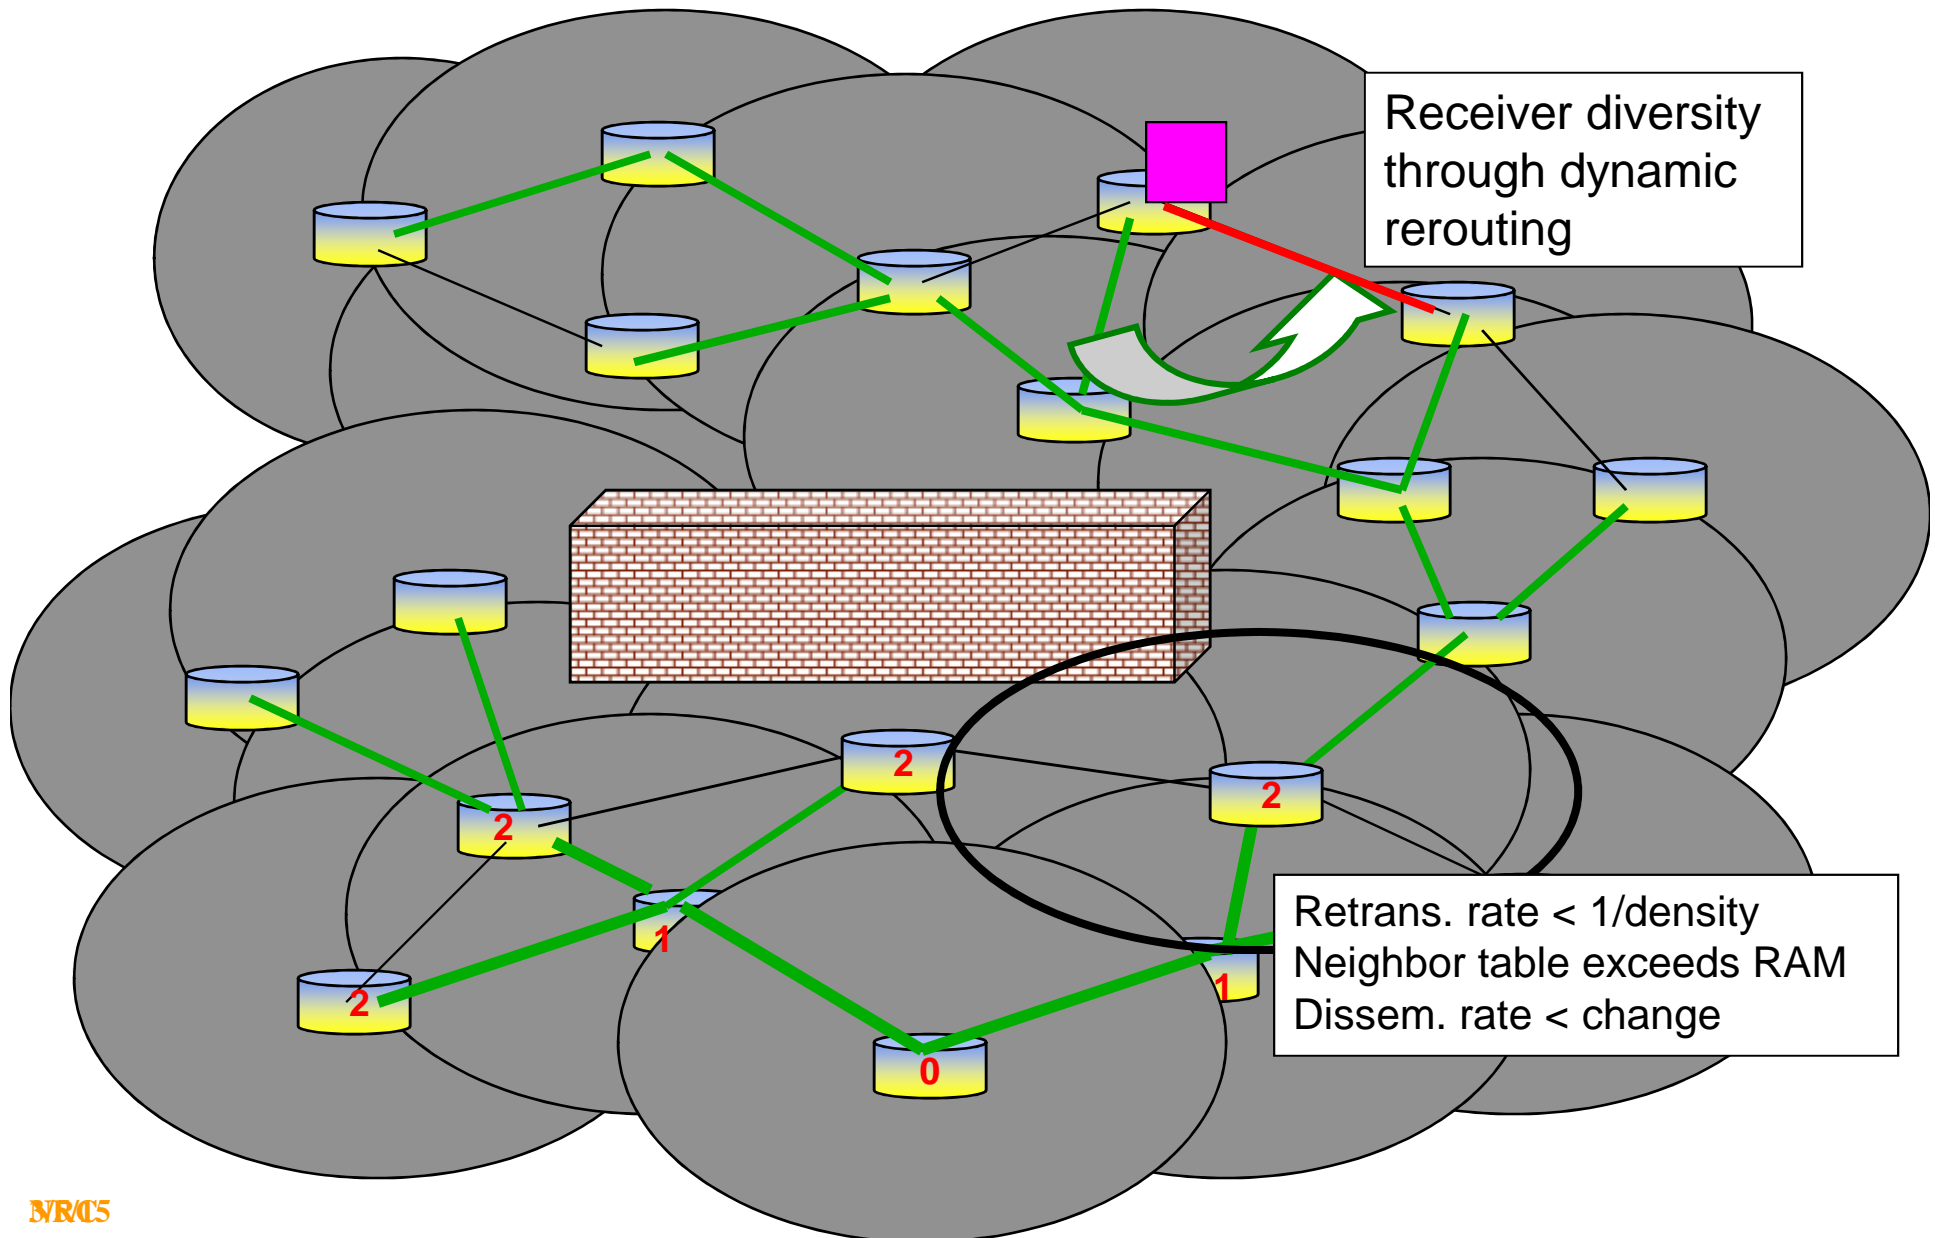 Receiver diversity
through dynamic
rerouting
2
2
2
1
2
1
0
Retrans. rate < 1/density
Neighbor table exceeds RAM
Dissem. rate < change